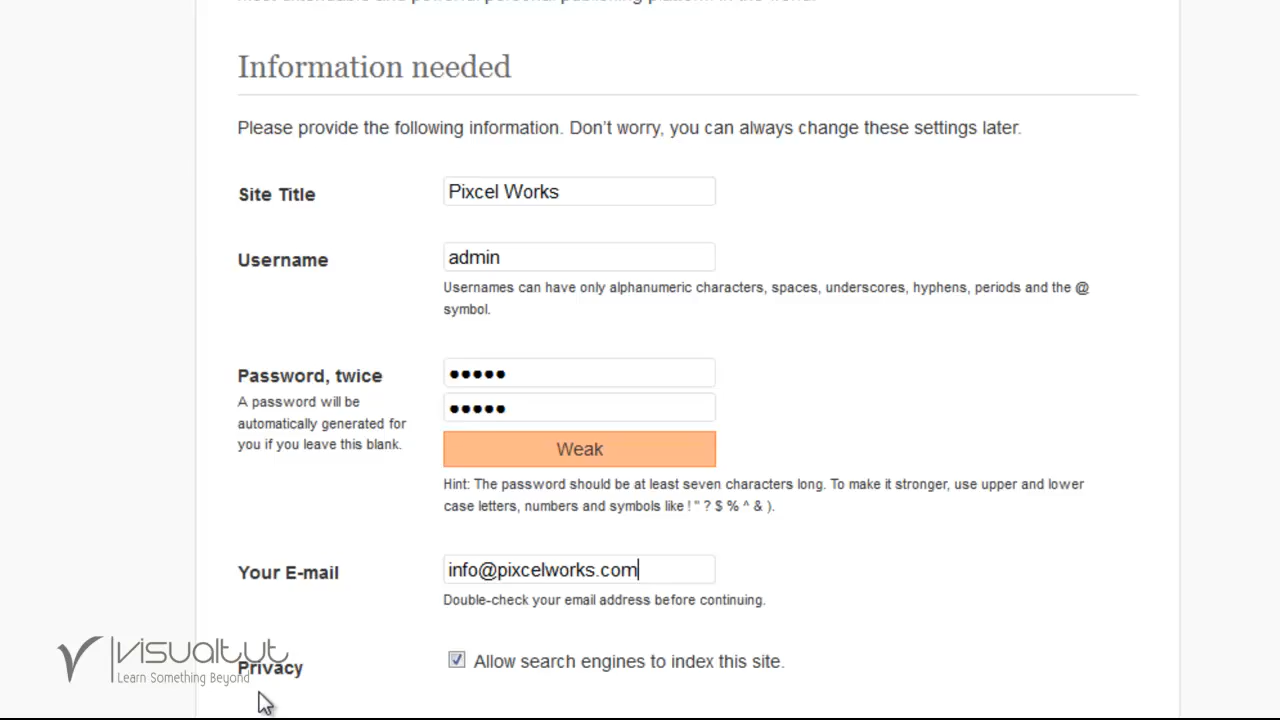 Information needed
Please provide the following information. Don't worry, you can always change these settings later.
Site Title
Pixcel Works
Username
admin
Usernames can have only alphanumeric characters, spaces, underscores, hyphens, periods and the @
symbol.
Password, twice
A password will be
automatically generated for
you if you leave this blank.
●●●●●
●●●●●
Weak
Hint: The password should be at least seven characters long. To make it stronger, use upper and lower
case letters, numbers and symbols like ! " ? $ % ^ & ).
Your E-mail
info@pixcelworks.com
Double-check your email address before continuing.
Privacy
Allow search engines to index this site.
visualtut
Learn Something Beyond